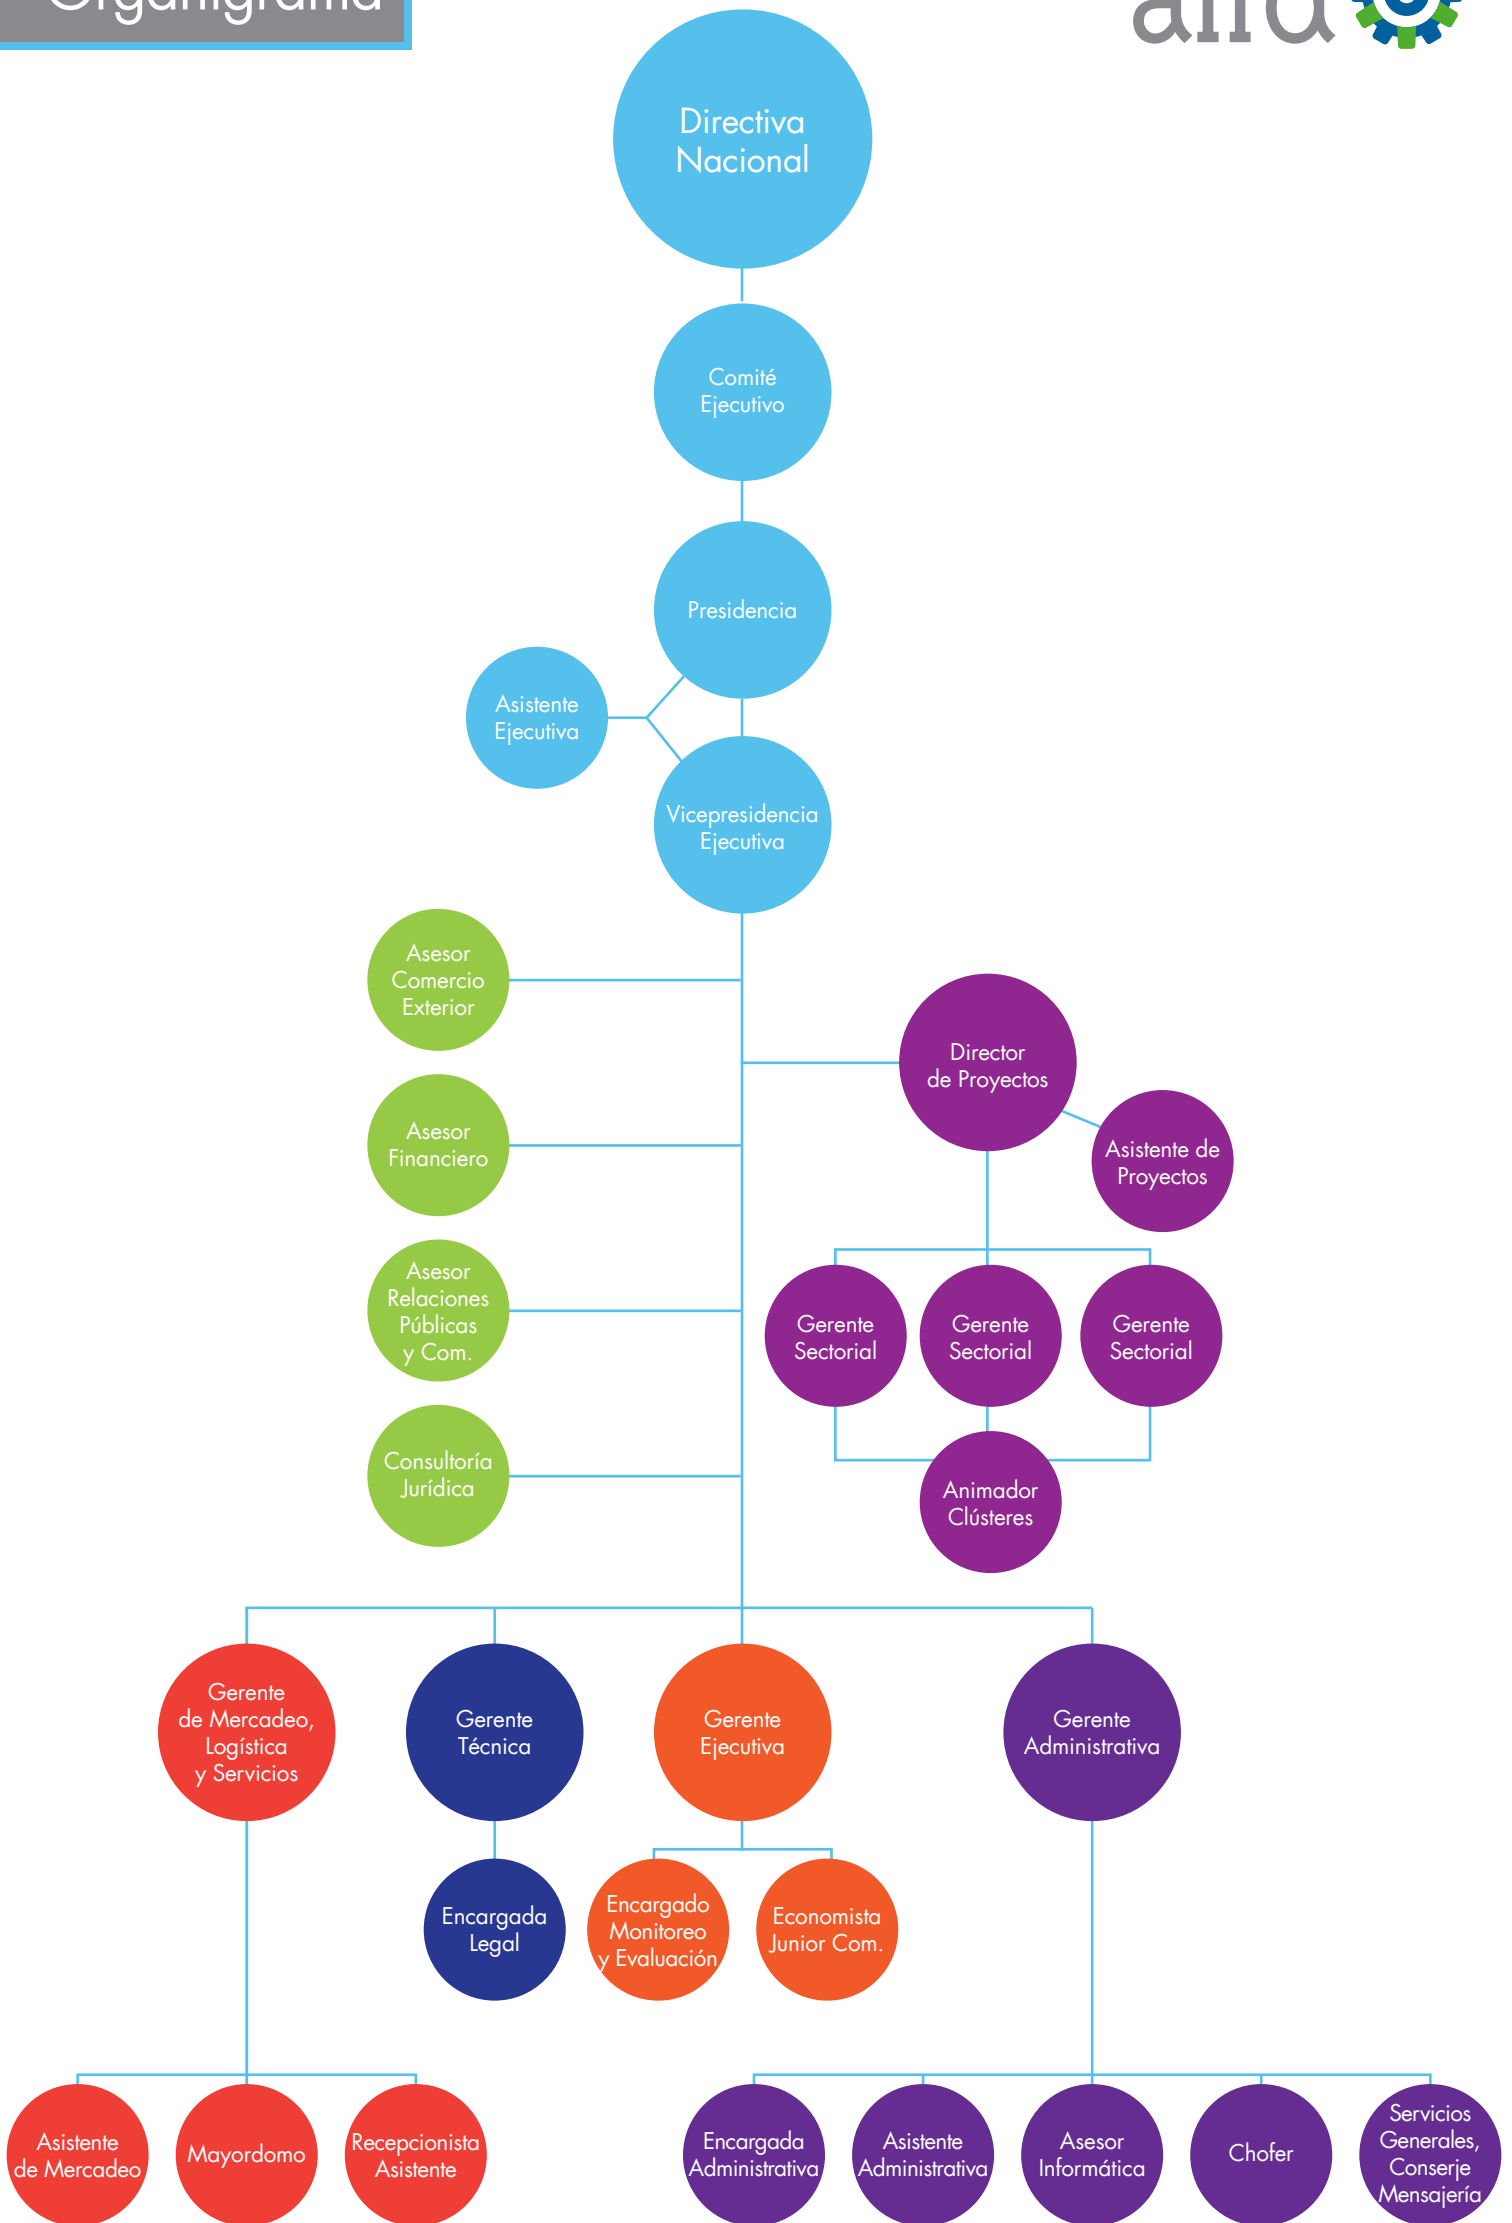 Organigrama
Directiva
Nacional
Comité
Ejecutivo
Presidencia
Asistente
Ejecutiva
Vicepresidencia
Ejecutiva
Asesor
Comercio
Exterior
Director
de Proyectos
Asesor
Financiero
Asistente de
Proyectos
Asesor
Relaciones
Públicas
y Com.
Gerente
Sectorial
Gerente
Sectorial
Gerente
Sectorial
Consultoría
Jurídica
Animador
Clústeres
Gerente
de Mercadeo,
Logística
y Servicios
Gerente
Técnica
Gerente
Ejecutiva
Gerente
Administrativa
Encargada
Legal
Encargado
Monitoreo
y Evaluación
Economista
Junior Com.
Asistente
de Mercadeo
Mayordomo
Recepcionista
Asistente
Encargada
Administrativa
Asistente
Administrativa
Asesor
Informática
Chofer
Servicios
Generales,
Conserje
Mensajería